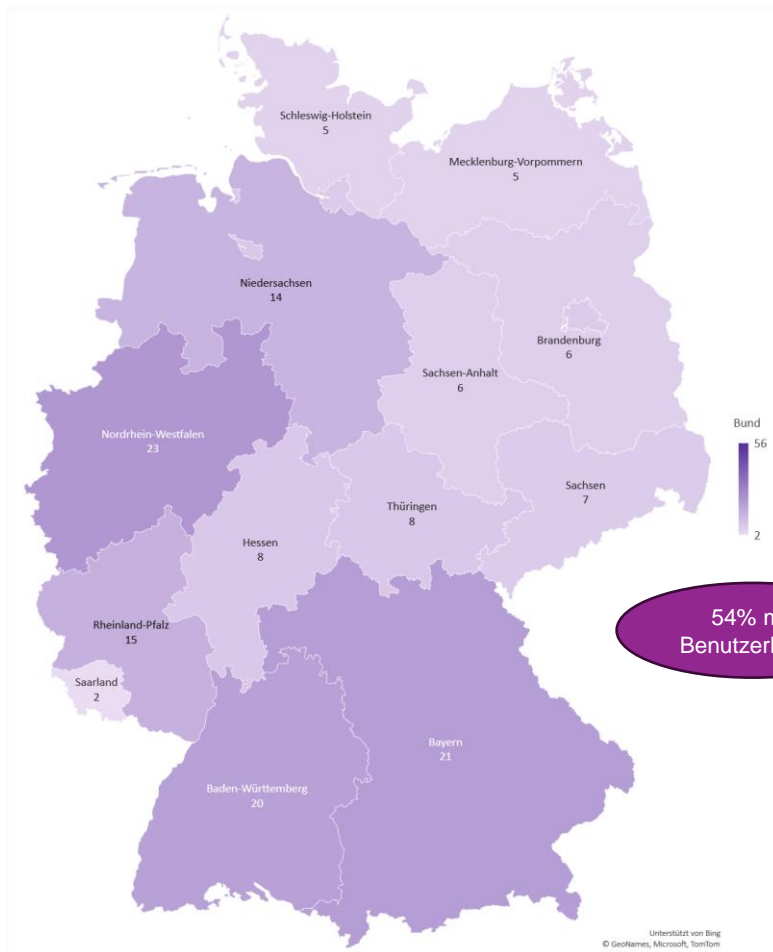 Schleswig-Holstein
5
Mecklenburg-Vorpommern
5
Niedersachsen
14
Brandenburg
6
Sachsen-Anhalt
6
Nordrhein-Westfalen
23
Bund
56
2
Sachsen
7
Thüringen
8
Hessen
8
54%
Rheinland-Pfalz
15
Saarland
2
Bayern
21
Baden-Württemberg
20
Unterstützt von Bing
© GeoNames, Microsoft, TomTom